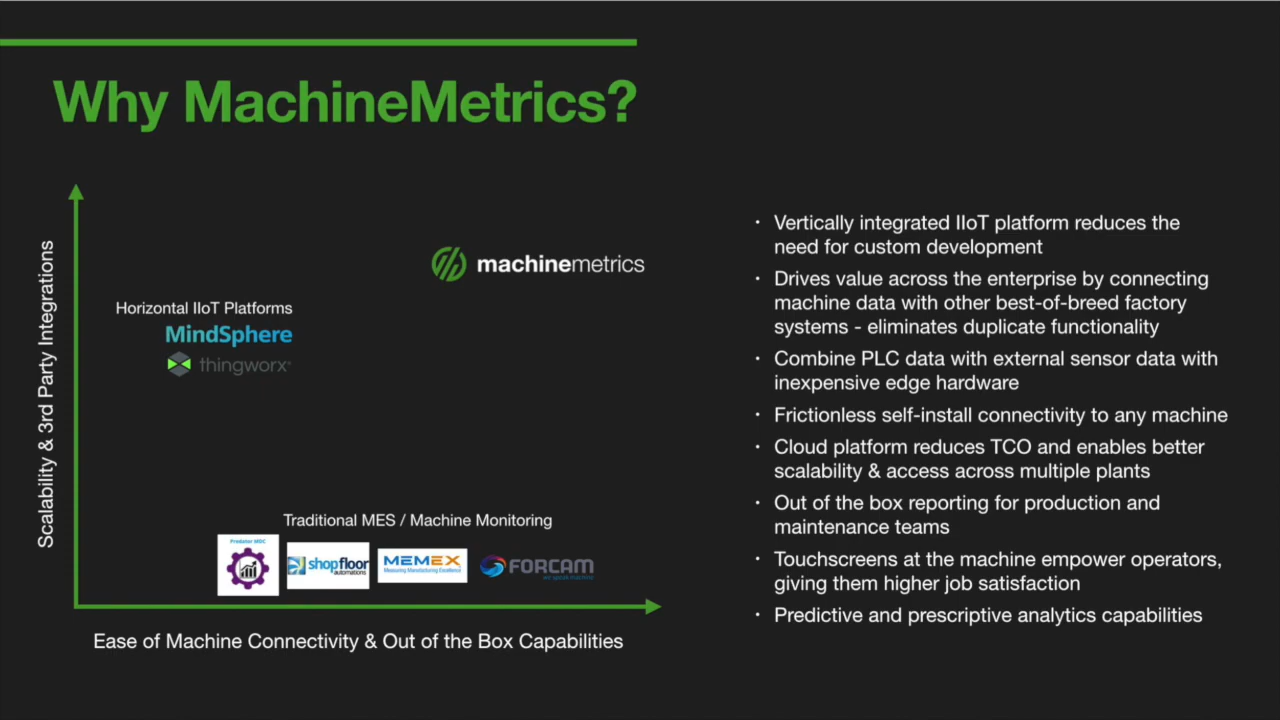 Why MachineMetrics?
Scalability & 3rd Party Integrations
machinemetrics
Horizontal IIoT Platforms
MindSphere
thingworx
Traditional MES / Machine Monitoring
Predator MDC
shopfloor
automations
MEMEX
Measuring Manufacturing Excellence
FORCAM
we speak machine
Ease of Machine Connectivity & Out of the Box Capabilities
· Vertically integrated IIoT platform reduces the
need for custom development
· Drives value across the enterprise by connecting
machine data with other best-of-breed factory
systems - eliminates duplicate functionality
· Combine PLC data with external sensor data with
inexpensive edge hardware
· Frictionless self-install connectivity to any machine
· Cloud platform reduces TCO and enables better
scalability & access across multiple plants
· Out of the box reporting for production and
maintenance teams
· Touchscreens at the machine empower operators,
giving them higher job satisfaction
· Predictive and prescriptive analytics capabilities